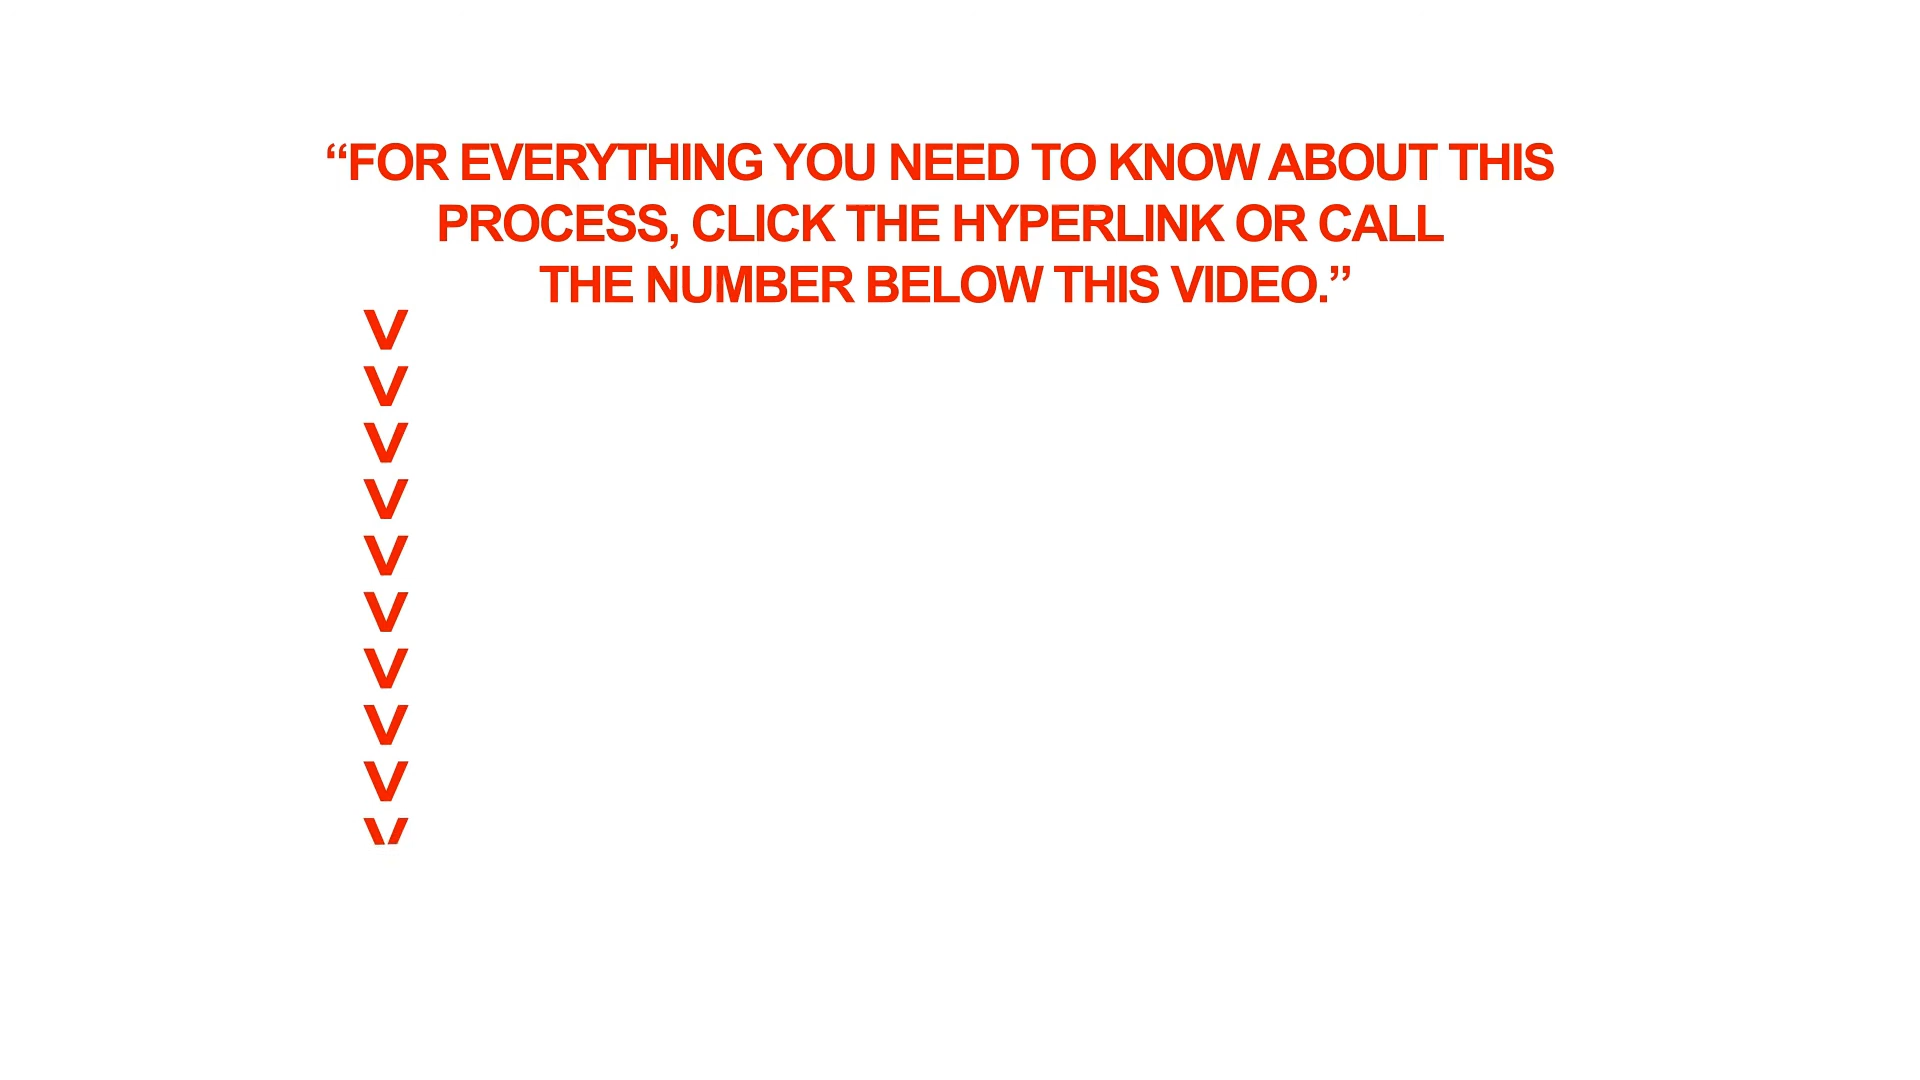 “FOR EVERYTHING YOU NEED TO KNOW ABOUT THIS
PROCESS, CLICK THE HYPERLINK OR CALL
THE NUMBER BELOW THIS VIDEO.”
V
V
V
V
V
V
V
V
V
V